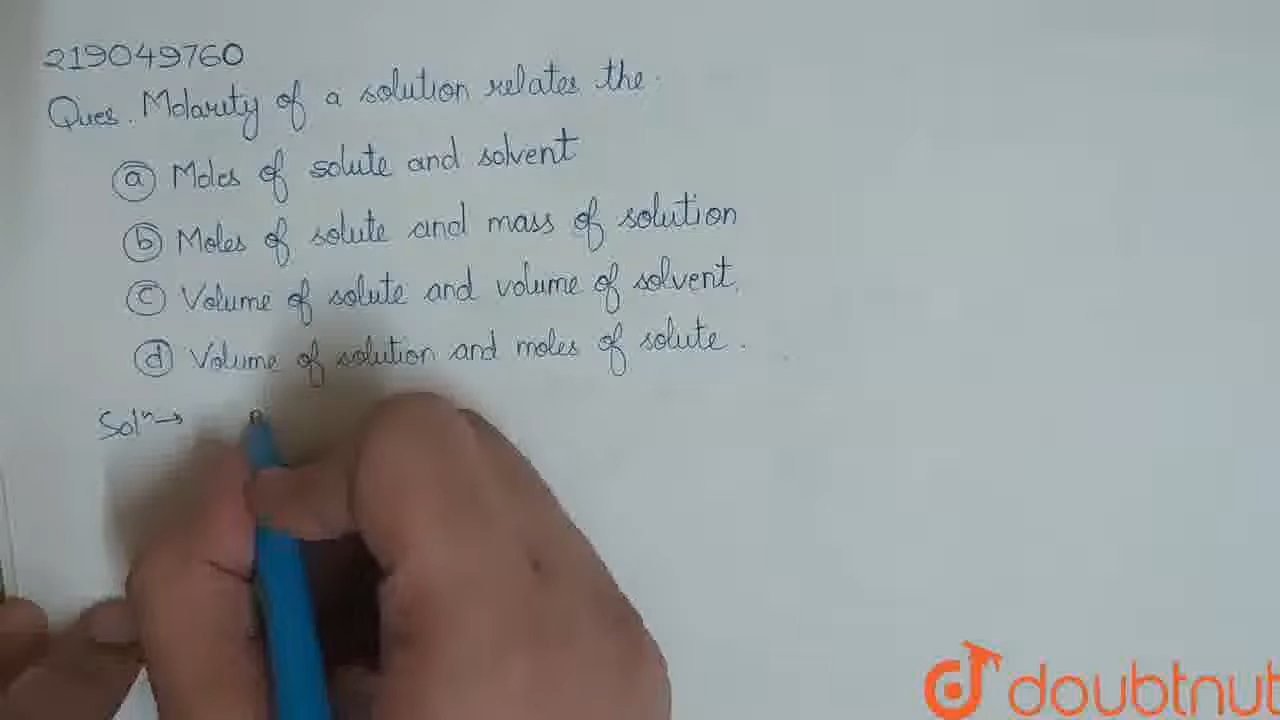 219049760
Ques. Molarity of a solution relates the
a Moles of solute and solvent
b Moles of solute and mass of solution
c Volume of solute and volume of solvent.
d Volume of solution and moles of solute.
Solⁿ→
doubtnut